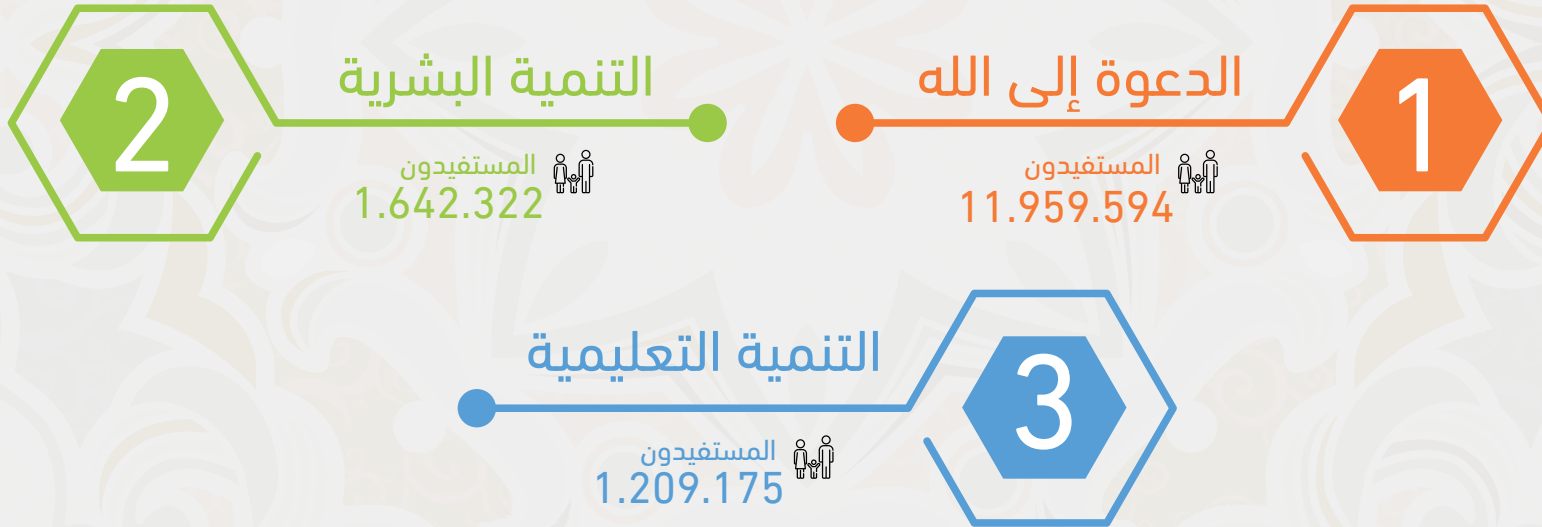 1
الدعوة إلى الله
المستفيدون
11.959.594
2
التنمية البشرية
المستفيدون
1.642.322
3
التنمية التعليمية
المستفيدون
1.209.175